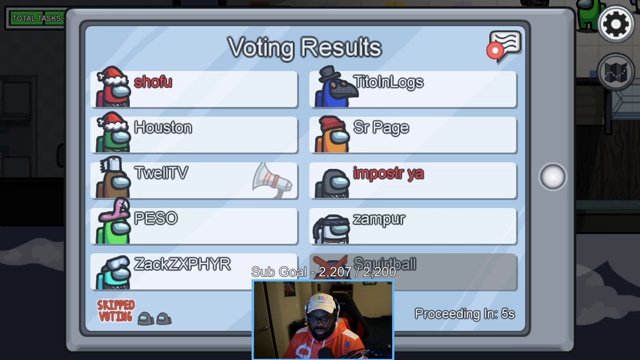 TOTAL TASKS
Voting Results
shofu
TitoInLogs
Houston
Sr Page
TwellTV
impostr ya
PESO
zampur
ZackZXPHYR
Squirtball
Sub Goal - 2,207 / 2,200
SKIPPED
VOTING
Proceeding In: 5s